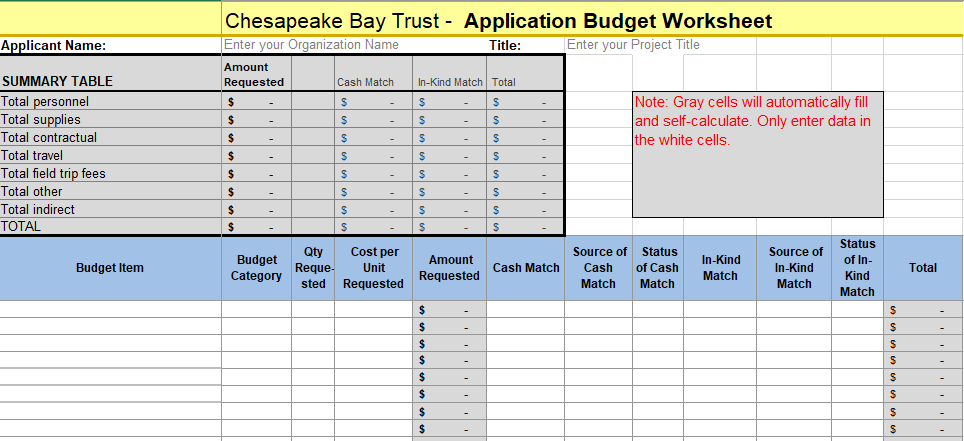 Chesapeake Bay Trust - Application Budget Worksheet
Applicant Name: Enter your Organization Name Title: Enter your Project Title
SUMMARY TABLE Amount Requested Cash Match In-Kind Match Total
Total personnel $ - $ - $ - $ -
Total supplies $ - $ - $ - $ -
Total contractual $ - $ - $ - $ -
Total travel $ - $ - $ - $ -
Total field trip fees $ - $ - $ - $ -
Total other $ - $ - $ - $ -
Total indirect $ - $ - $ - $ -
TOTAL $ - $ - $ - $ -
Note: Gray cells will automatically fill
and self-calculate. Only enter data in
the white cells.
Budget Item Budget Category Qty Reque-sted Cost per Unit Requested Amount Requested Cash Match Source of Cash Match Status of Cash Match In-Kind Match Source of In-Kind Match Status of In-Kind Match Total
$ - $ -
$ - $ -
$ - $ -
$ - $ -
$ - $ -
$ - $ -
$ - $ -
$ - $ -